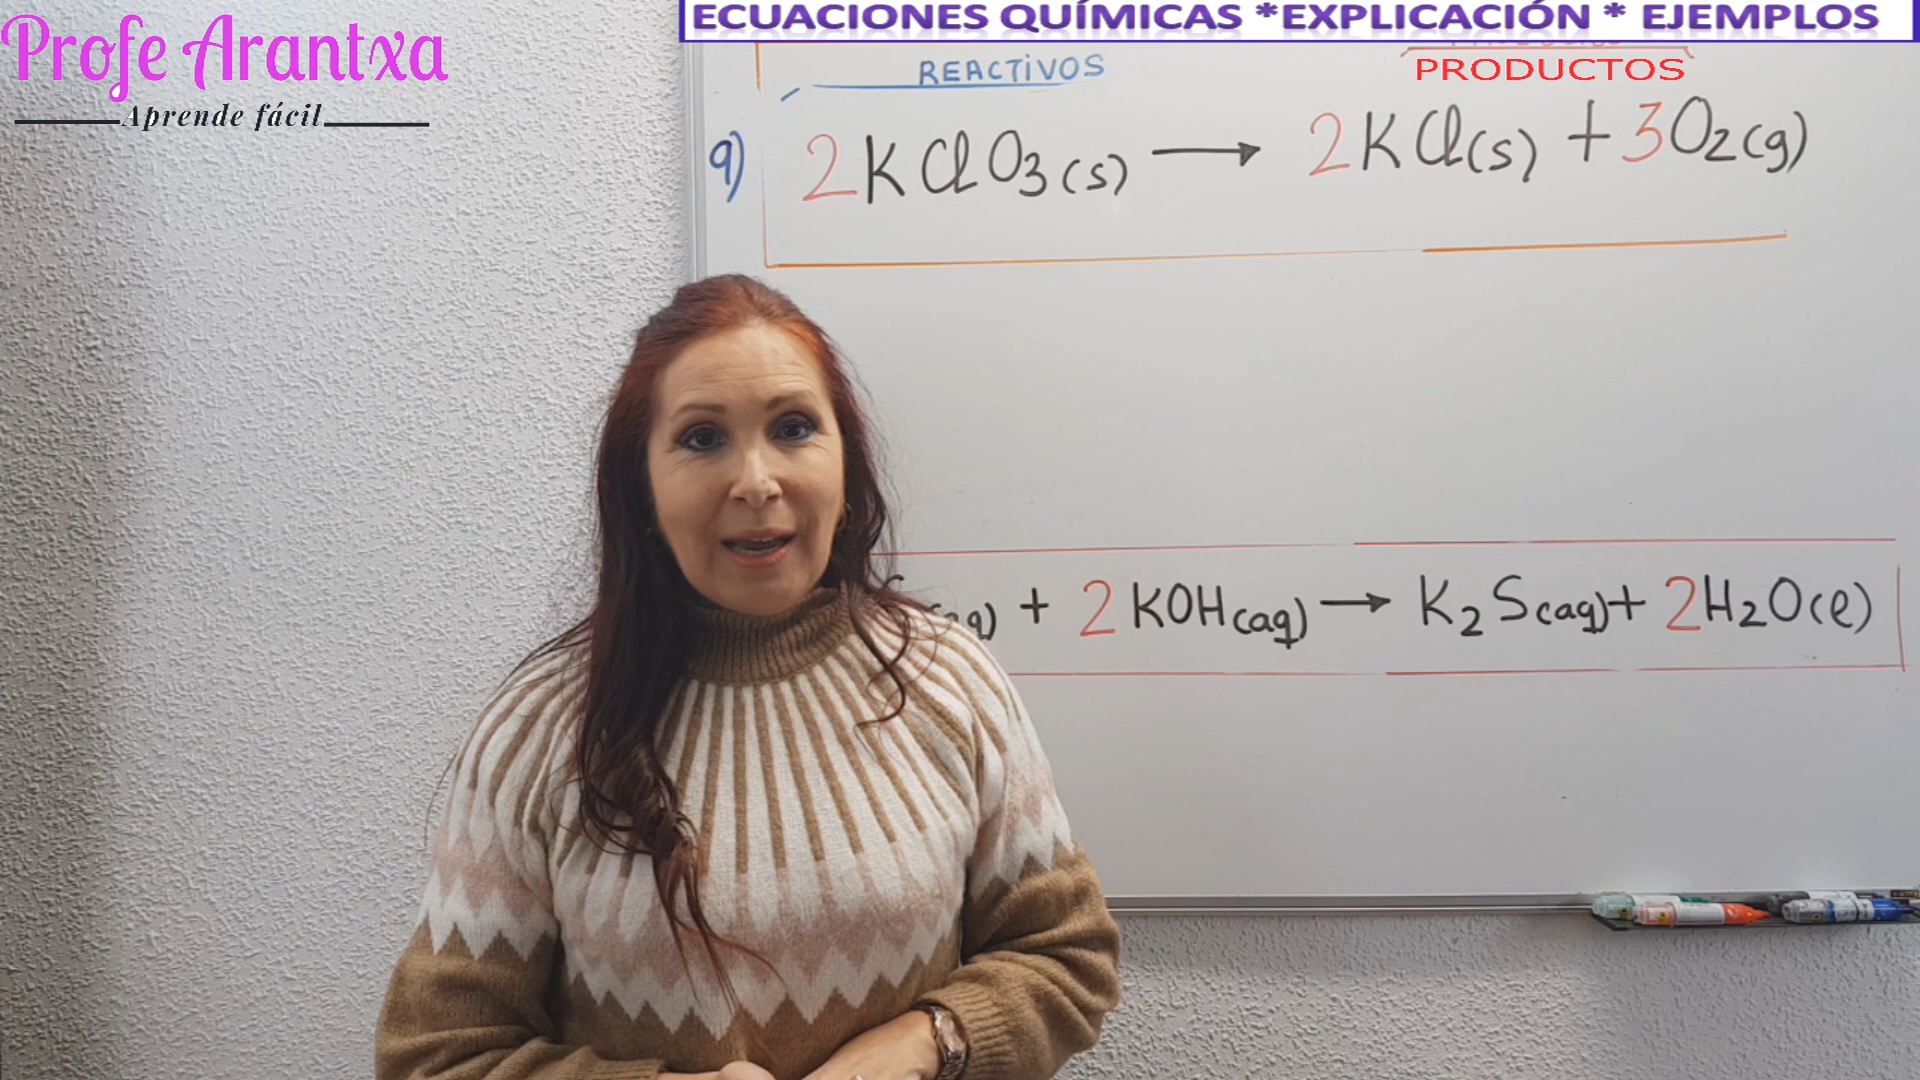 Profe Arantxa
Aprende fácil
ECUACIONES QUÍMICAS *EXPLICACIÓN * EJEMPLOS
REACTIVOS
PRODUCTOS
9) 2KClO3(s) → 2KCl(s) + 3O2(g)
+ 2KOH(aq) → K2S(aq) + 2H2O(l)